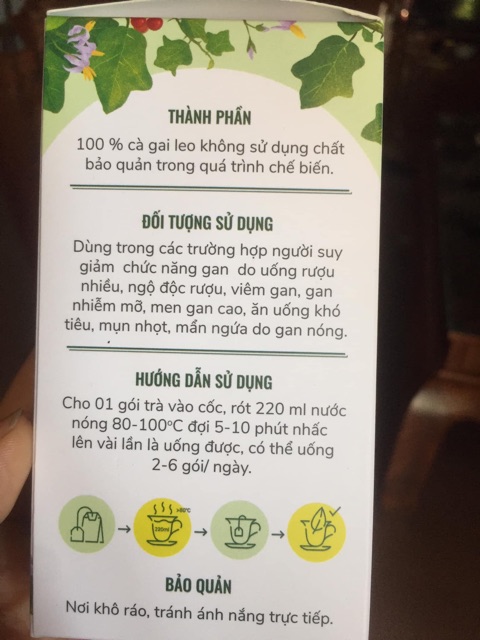 THÀNH PHẦN
100 % cà gai leo không sử dụng chất
bảo quản trong quá trình chế biến.
ĐỐI TƯỢNG SỬ DỤNG
Dùng trong các trường hợp người suy
giảm chức năng gan do uống rượu
nhiều, ngộ độc rượu, viêm gan, gan
nhiễm mỡ, men gan cao, ăn uống khó
tiêu, mụn nhọt, mẩn ngứa do gan nóng.
HƯỚNG DẪN SỬ DỤNG
Cho 01 gói trà vào cốc, rót 220 ml nước
nóng 80-100°C đợi 5-10 phút nhấc
lên vài lần là uống được, có thể uống
2-6 gói/ ngày.
BẢO QUẢN
Nơi khô ráo, tránh ánh nắng trực tiếp.